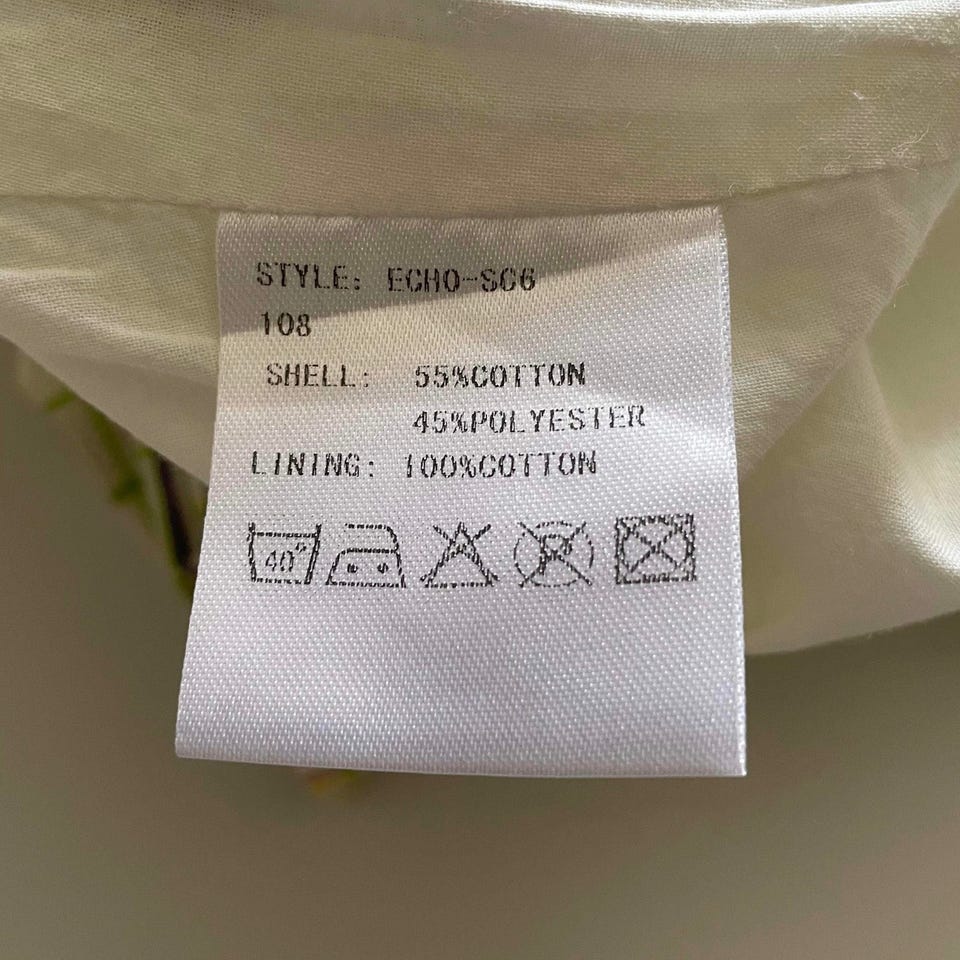 STYLE: ECHO-SC6
108
SHELL: 55%COTTON
45%POLYESTER
LINING: 100%COTTON
40° P